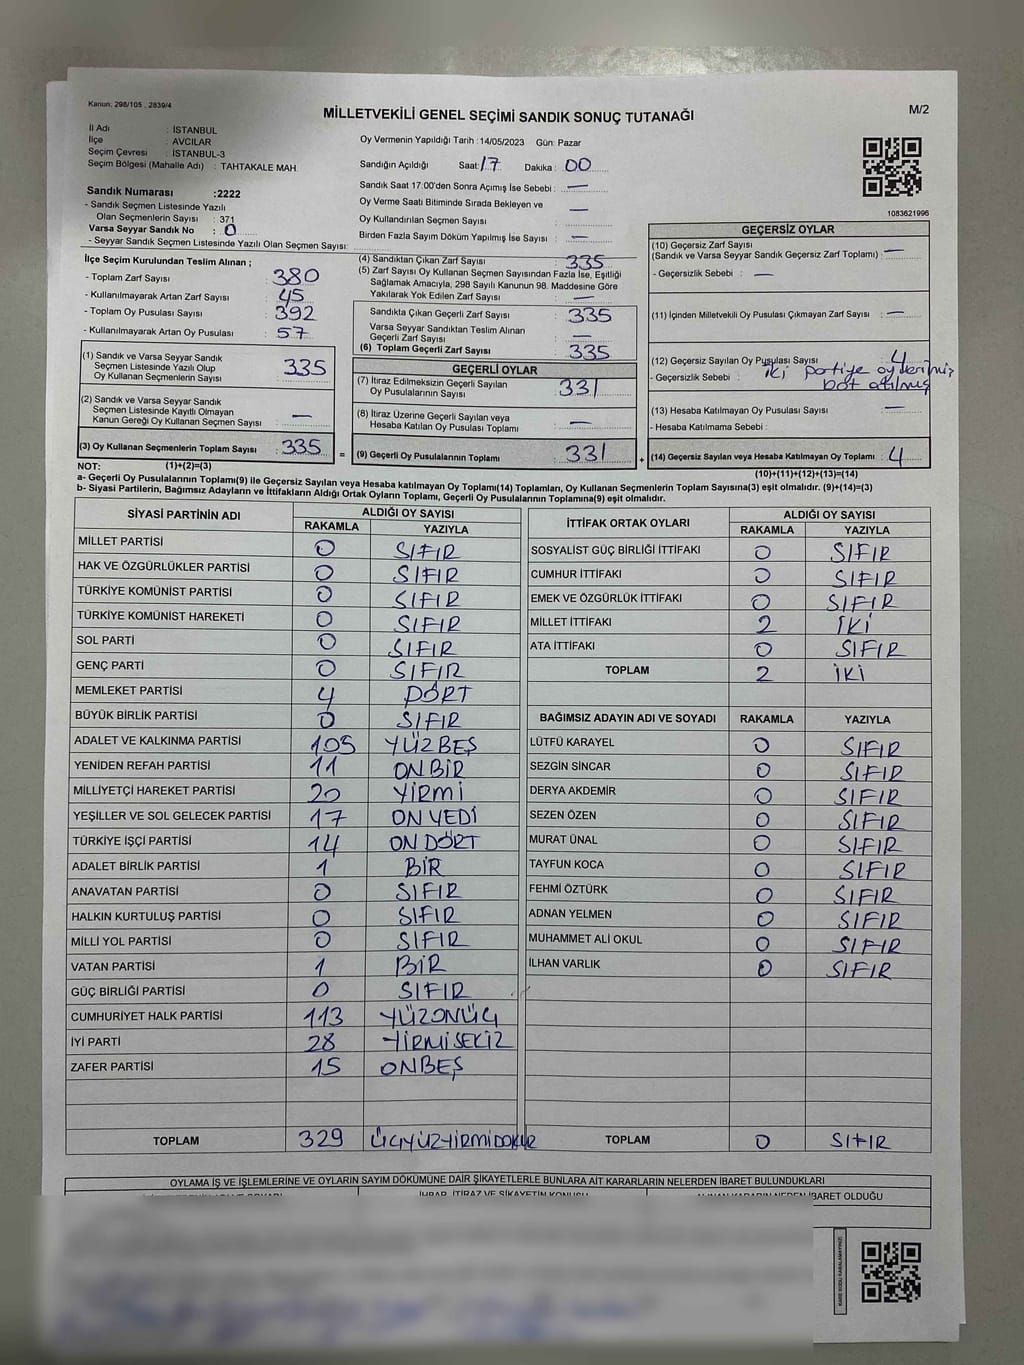 Kanun; 298/105 , 2839/4
MİLLETVEKİLİ GENEL SEÇİMİ SANDIK SONUÇ TUTANAĞI
M/2
İl Adı : İSTANBUL
İlçe : AVCILAR
Seçim Çevresi : İSTANBUL-3
Seçim Bölgesi (Mahalle Adı) : TAHTAKALE MAH.
Oy Vermenin Yapıldığı Tarih : 14/05/2023 Gün: Pazar
Sandığın Açıldığı Saat: 17 Dakika : 00
Sandık Saat 17:00'den Sonra Açımış İse Sebebi : —
Oy Verme Saati Bitiminde Sırada Bekleyen ve
Oy Kullandırılan Seçmen Sayısı : —
Birden Fazla Sayım Döküm Yapılmış İse Sayısı : —
1083621996
Sandık Numarası :2222
- Sandık Seçmen Listesinde Yazılı
Olan Seçmenlerin Sayısı : 371
Varsa Seyyar Sandık No : 0
- Seyyar Sandık Seçmen Listesinde Yazılı Olan Seçmen Sayısı:
İlçe Seçim Kurulundan Teslim Alınan ;
- Toplam Zarf Sayısı : 380
- Kullanılmayarak Artan Zarf Sayısı : 45
- Toplam Oy Pusulası Sayısı : 392
- Kullanılmayarak Artan Oy Pusulası : 57
(1) Sandık ve Varsa Seyyar Sandık
Seçmen Listesinde Yazılı Olup
Oy Kullanan Seçmenlerin Sayısı : 335
(2) Sandık ve Varsa Seyyar Sandık
Seçmen Listesinde Kayıtlı Olmayan
Kanun Gereği Oy Kullanan Seçmen Sayısı : —
(3) Oy Kullanan Seçmenlerin Toplam Sayısı : 335
(4) Sandıktan Çıkan Zarf Sayısı : 335
(5) Zarf Sayısı Oy Kullanan Seçmen Sayısından Fazla İse, Eşitliği
Sağlamak Amacıyla, 298 Sayılı Kanunun 98. Maddesine Göre
Yakılarak Yok Edilen Zarf Sayısı : —
Sandıkta Çıkan Geçerli Zarf Sayısı : 335
Varsa Seyyar Sandıktan Teslim Alınan
Geçerli Zarf Sayısı :
(6) Toplam Geçerli Zarf Sayısı : 335
GEÇERLİ OYLAR
(7) İtiraz Edilmeksizin Geçerli Sayılan
Oy Pusulalarının Sayısı : 331
(8) İtiraz Üzerine Geçerli Sayılan veya
Hesaba Katılan Oy Pusulası Toplamı : —
= (9) Geçerli Oy Pusulalarının Toplamı : 331 +
GEÇERSİZ OYLAR
(10) Geçersiz Zarf Sayısı
(Sandık ve Varsa Seyyar Sandık Geçersiz Zarf Toplamı) : —
- Geçersizlik Sebebi : —
(11) İçinden Milletvekili Oy Pusulası Çıkmayan Zarf Sayısı : —
(12) Geçersiz Sayılan Oy Pusulası Sayısı : 4
- Geçersizlik Sebebi : iki partiye
(13) Hesaba Katılmayan Oy Pusulası Sayısı : —
- Hesaba Katılmama Sebebi :
(14) Geçersiz Sayılan veya Hesaba Katılmayan Oy Toplamı : 4
NOT: (1)+(2)=(3)
(10)+(11)+(12)+(13)=(14)
a- Geçerli Oy Pusulalarının Toplamı(9) ile Geçersiz Sayılan veya Hesaba Katılmayan Oy Toplamı(14) Toplamları, Oy Kullanan Seçmenlerin Toplam Sayısına(3) eşit olmalıdır. (9)+(14)=(3)
b- Siyasi Partilerin, Bağımsız Adayların ve İttifakların Aldığı Ortak Oyların Toplamı, Geçerli Oy Pusulalarının Toplamına(9) eşit olmalıdır.
SİYASİ PARTİNİN ADI ALDIĞI OY SAYISI
RAKAMLA YAZIYLA
MİLLET PARTİSİ 0 SIFIR
HAK VE ÖZGÜRLÜKLER PARTİSİ 0 SIFIR
TÜRKİYE KOMÜNİST PARTİSİ 0 SIFIR
TÜRKİYE KOMÜNİST HAREKETİ 0 SIFIR
SOL PARTİ 0 SIFIR
GENÇ PARTİ 0 SIFIR
MEMLEKET PARTİSİ 4 DÖRT
BÜYÜK BİRLİK PARTİSİ 0 SIFIR
ADALET VE KALKINMA PARTİSİ 105 YÜZBEŞ
YENİDEN REFAH PARTİSİ 11 ONBİR
MİLLİYETÇİ HAREKET PARTİSİ 20 YİRMİ
YEŞİLLER VE SOL GELECEK PARTİSİ 17 ONYEDİ
TÜRKİYE İŞÇİ PARTİSİ 14 ONDÖRT
ADALET BİRLİK PARTİSİ 1 BİR
ANAVATAN PARTİSİ 0 SIFIR
HALKIN KURTULUŞ PARTİSİ 0 SIFIR
MİLLİ YOL PARTİSİ 0 SIFIR
VATAN PARTİSİ 1 BİR
GÜÇ BİRLİĞİ PARTİSİ 0 SIFIR
CUMHURİYET HALK PARTİSİ 113 YÜZONÜÇ
İYİ PARTİ 28 YİRMİSEKİZ
ZAFER PARTİSİ 15 ONBEŞ
TOPLAM 329 ÜÇYÜZYİRMİDOKUZ
İTTİFAK ORTAK OYLARI ALDIĞI OY SAYISI
RAKAMLA YAZIYLA
SOSYALİST GÜÇ BİRLİĞİ İTTİFAKI 0 SIFIR
CUMHUR İTTİFAKI 0 SIFIR
EMEK VE ÖZGÜRLÜK İTTİFAKI 0 SIFIR
MİLLET İTTİFAKI 2 İKİ
ATA İTTİFAKI 0 SIFIR
TOPLAM 2 İKİ
BAĞIMSIZ ADAYIN ADI VE SOYADI RAKAMLA YAZIYLA
LÜTFÜ KARAYEL 0 SIFIR
SEZGİN SİNCAR 0 SIFIR
DERYA AKDEMİR 0 SIFIR
SEZEN ÖZEN 0 SIFIR
MURAT ÜNAL 0 SIFIR
TAYFUN KOCA 0 SIFIR
FEHMİ ÖZTÜRK 0 SIFIR
ADNAN YELMEN 0 SIFIR
MUHAMMET ALİ OKUL 0 SIFIR
İLHAN VARLIK 0 SIFIR
TOPLAM 0 SIFIR
OYLAMA İŞ VE İŞLEMLERİNE VE OYLARIN SAYIM DÖKÜMÜNE DAİR ŞİKAYETLERLE BUNLARA AİT KARARLARIN NELERDEN İBARET BULUNDUKLARI
İHBAR, İTİRAZ VE ŞİKAYETİN KONUSU
ALINAN KARARIN NEDEN İBARET OLDUĞU
KARE KODU KARALAMAYINIZ!